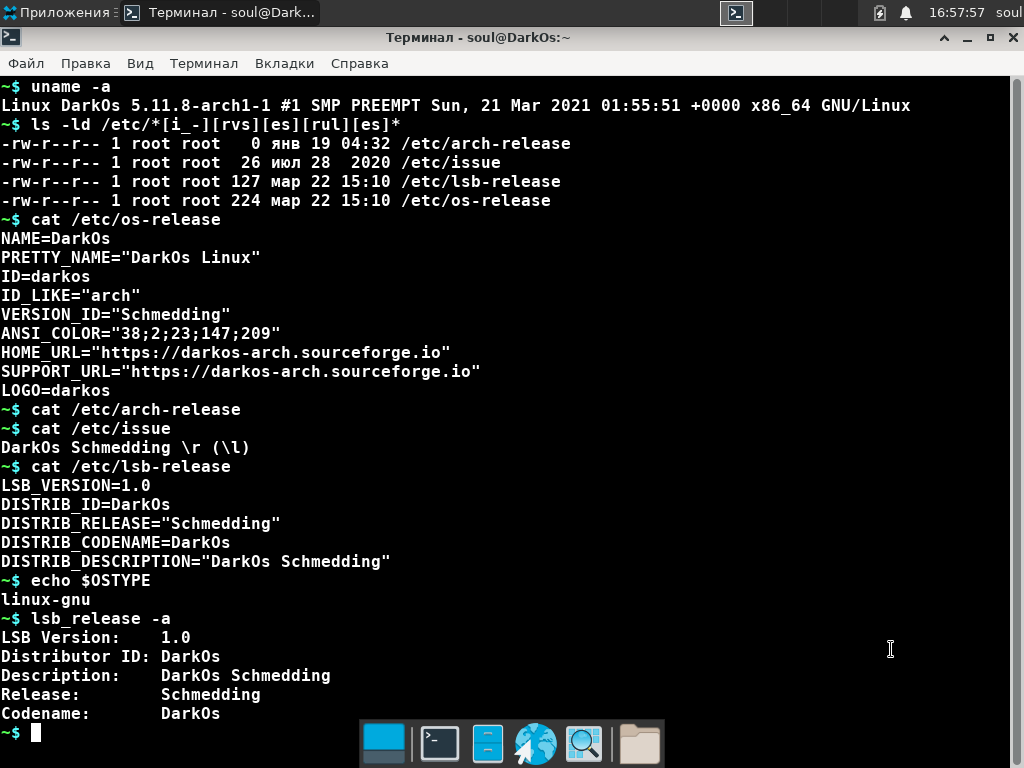 Приложения Терминал - soul@Dark... 16:57:57 soul
Терминал - soul@DarkOs:~
Файл Правка Вид Терминал Вкладки Справка
~$ uname -a
Linux DarkOs 5.11.8-arch1-1 #1 SMP PREEMPT Sun, 21 Mar 2021 01:55:51 +0000 x86_64 GNU/Linux
~$ ls -ld /etc/*[i_-][rvs][es][rul][es]*
-rw-r--r-- 1 root root   0 янв 19 04:32 /etc/arch-release
-rw-r--r-- 1 root root  26 июл 28  2020 /etc/issue
-rw-r--r-- 1 root root 127 мар 22 15:10 /etc/lsb-release
-rw-r--r-- 1 root root 224 мар 22 15:10 /etc/os-release
~$ cat /etc/os-release
NAME=DarkOs
PRETTY_NAME="DarkOs Linux"
ID=darkos
ID_LIKE="arch"
VERSION_ID="Schmedding"
ANSI_COLOR="38;2;23;147;209"
HOME_URL="https://darkos-arch.sourceforge.io"
SUPPORT_URL="https://darkos-arch.sourceforge.io"
LOGO=darkos
~$ cat /etc/arch-release
~$ cat /etc/issue
DarkOs Schmedding \r (\l)
~$ cat /etc/lsb-release
LSB_VERSION=1.0
DISTRIB_ID=DarkOs
DISTRIB_RELEASE="Schmedding"
DISTRIB_CODENAME=DarkOs
DISTRIB_DESCRIPTION="DarkOs Schmedding"
~$ echo $OSTYPE
linux-gnu
~$ lsb_release -a
LSB Version:    1.0
Distributor ID: DarkOs
Description:    DarkOs Schmedding
Release:        Schmedding
Codename:       DarkOs
~$